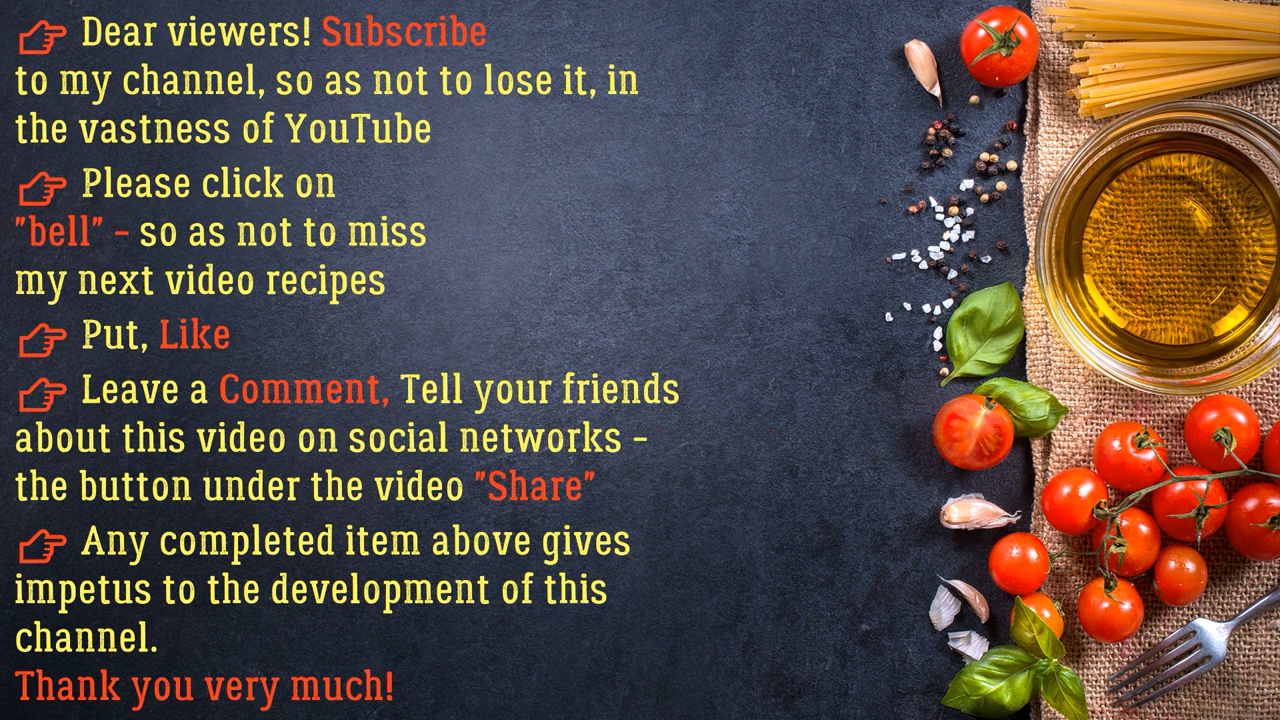 Dear viewers! Subscribe
to my channel, so as not to lose it, in
the vastness of YouTube
Please click on
"bell" - so as not to miss
my next video recipes
Put, Like
Leave a Comment, Tell your friends
about this video on social networks -
the button under the video "Share"
Any completed item above gives
impetus to the development of this
channel.
Thank you very much!